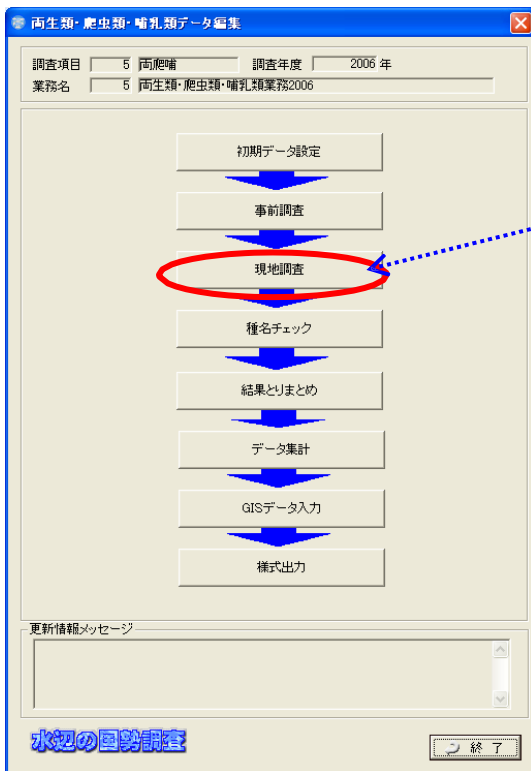 両生類・爬虫類・哺乳類データ編集
調査項目 5 両爬哺 調査年度 2006 年
業務名 5 両生類・爬虫類・哺乳類業務2006
初期データ設定
事前調査
現地調査
種名チェック
結果とりまとめ
データ集計
GISデータ入力
様式出力
更新情報メッセージ
水辺の国勢調査
終 了